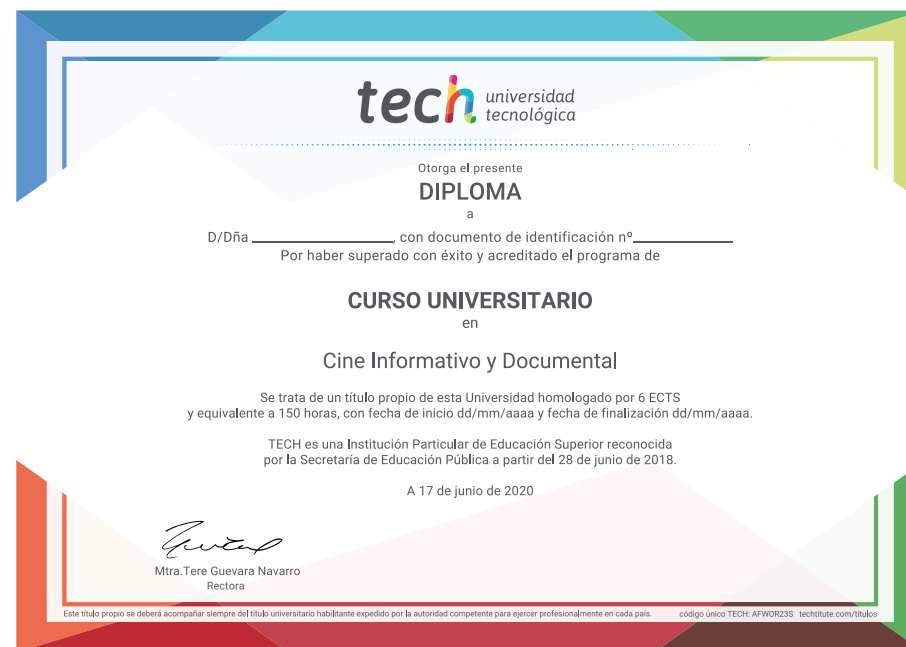 tech universidad
tecnológica
Otorga el presente
DIPLOMA
a
D/Dña ____________________, con documento de identificación nº______________
Por haber superado con éxito y acreditado el programa de
CURSO UNIVERSITARIO
en
Cine Informativo y Documental
Se trata de un título propio de esta Universidad homologado por 6 ECTS
y equivalente a 150 horas, con fecha de inicio dd/mm/aaaa y fecha de finalización dd/mm/aaaa.
TECH es una Institución Particular de Educación Superior reconocida
por la Secretaría de Educación Pública a partir del 28 de junio de 2018.
A 17 de junio de 2020
Mtra.Tere Guevara Navarro
Rectora
Este título propio se deberá acompañar siempre del título universitario habilitante expedido por la autoridad competente para ejercer profesionalmente en cada país. código único TECH: AFWOR23S techtitute.com/titulos